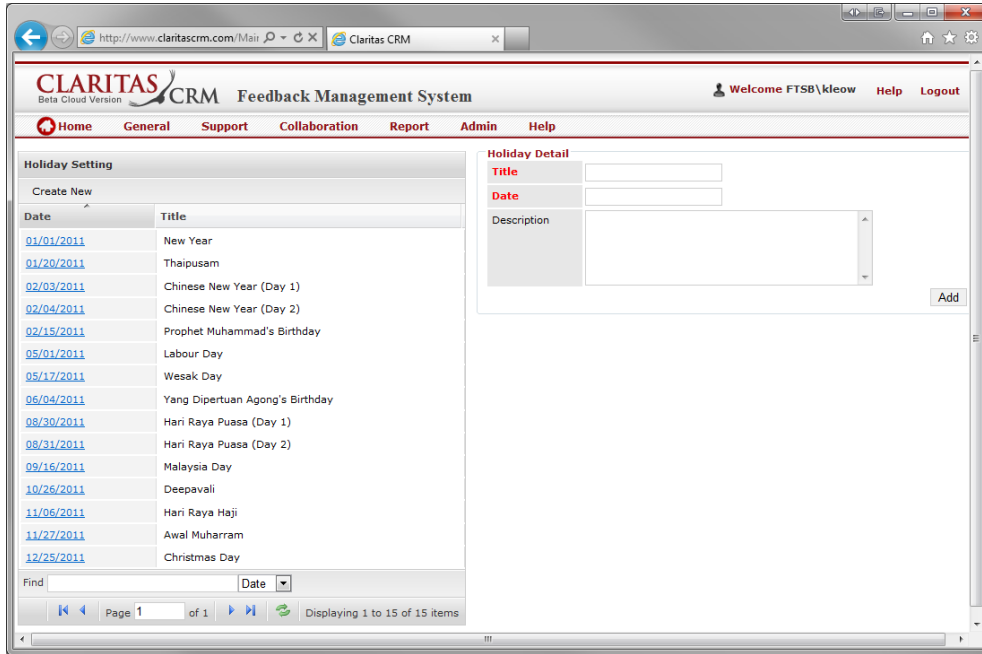 http://www.claritascrm.com/Mair
Claritas CRM
CLARITAS CRM
Beta Cloud Version
Feedback Management System
Welcome FTSB\kleow Help Logout
Home General Support Collaboration Report Admin Help
Holiday Setting
Create New
Date Title
01/01/2011 New Year
01/20/2011 Thaipusam
02/03/2011 Chinese New Year (Day 1)
02/04/2011 Chinese New Year (Day 2)
02/15/2011 Prophet Muhammad's Birthday
05/01/2011 Labour Day
05/17/2011 Wesak Day
06/04/2011 Yang Dipertuan Agong's Birthday
08/30/2011 Hari Raya Puasa (Day 1)
08/31/2011 Hari Raya Puasa (Day 2)
09/16/2011 Malaysia Day
10/26/2011 Deepavali
11/06/2011 Hari Raya Haji
11/27/2011 Awal Muharram
12/25/2011 Christmas Day
Find Date
Page 1 of 1 Displaying 1 to 15 of 15 items
Holiday Detail
Title
Date
Description
Add